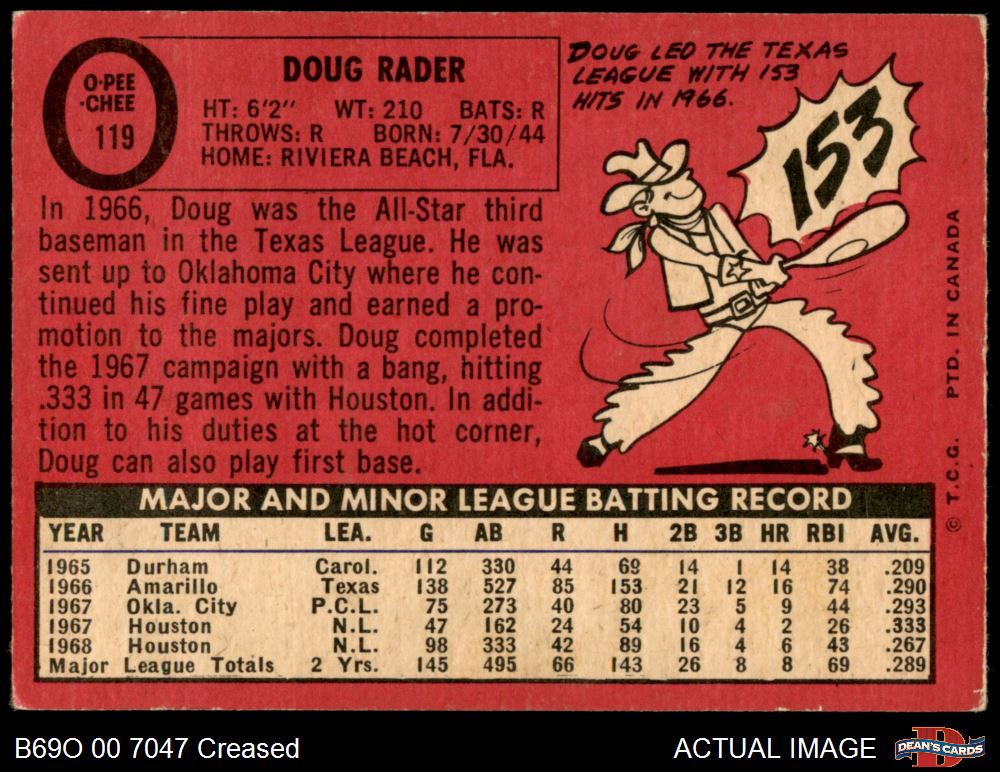 O-PEE
-CHEE
119
DOUG RADER
HT: 6'2" WT: 210 BATS: R
THROWS: R BORN: 7/30/44
HOME: RIVIERA BEACH, FLA.
DOUG LED THE TEXAS
LEAGUE WITH 153
HITS IN 1966.
153
In 1966, Doug was the All-Star third
baseman in the Texas League. He was
sent up to Oklahoma City where he con-
tinued his fine play and earned a pro-
motion to the majors. Doug completed
the 1967 campaign with a bang, hitting
.333 in 47 games with Houston. In addi-
tion to his duties at the hot corner,
Doug can also play first base.
© T.C.G. PTD. IN CANADA
MAJOR AND MINOR LEAGUE BATTING RECORD
YEAR TEAM LEA. G AB R H 2B 3B HR RBI AVG.
1965 Durham Carol. 112 330 44 69 14 1 14 38 .209
1966 Amarillo Texas 138 527 85 153 21 12 16 74 .290
1967 Okla. City P.C.L. 75 273 40 80 23 5 9 44 .293
1967 Houston N.L. 47 162 24 54 10 4 2 26 .333
1968 Houston N.L. 98 333 42 89 16 4 6 43 .267
Major League Totals 2 Yrs. 145 495 66 143 26 8 8 69 .289
B69O 00 7047 Creased
ACTUAL IMAGE
DEAN'S CARDS